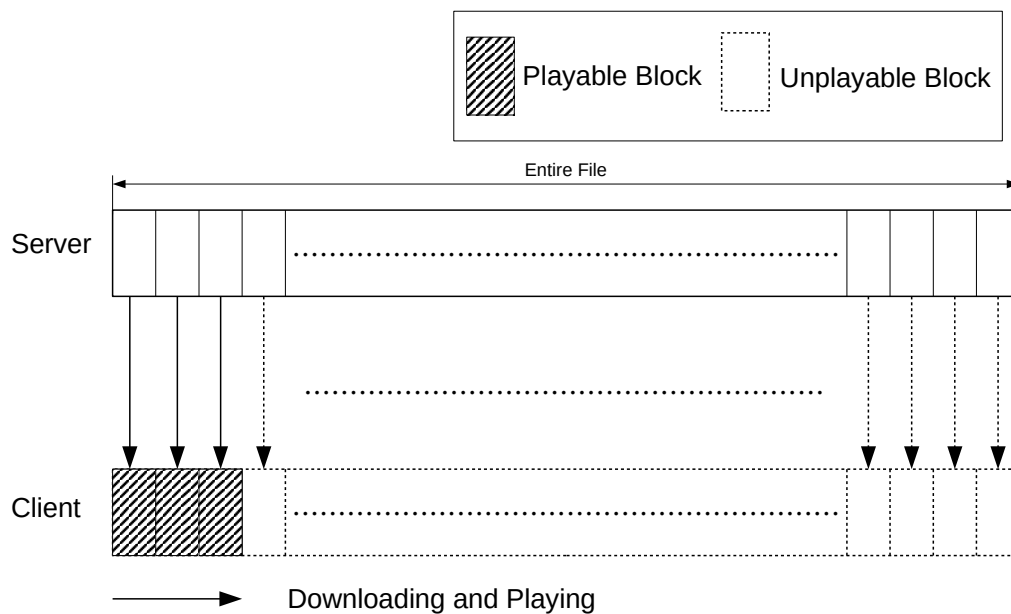 Playable Block
Unplayable Block
Entire File
Server
Client
Downloading and Playing